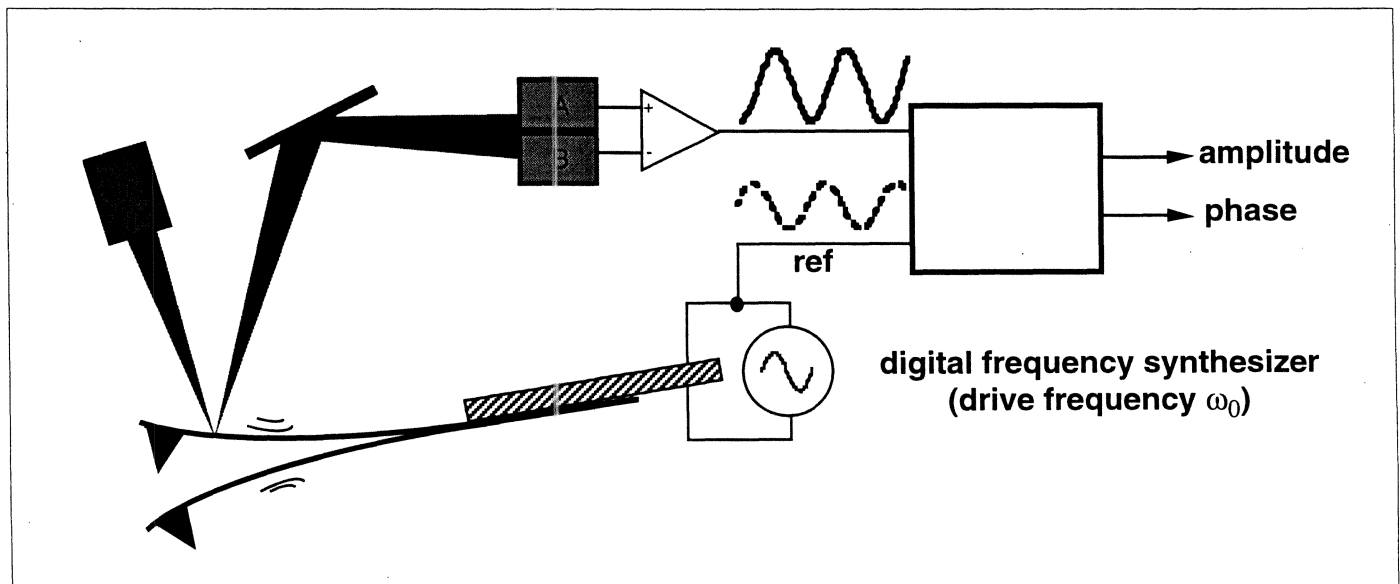 A
B
+
-
amplitude
phase
ref
digital frequency synthesizer
(drive frequency ω₀)